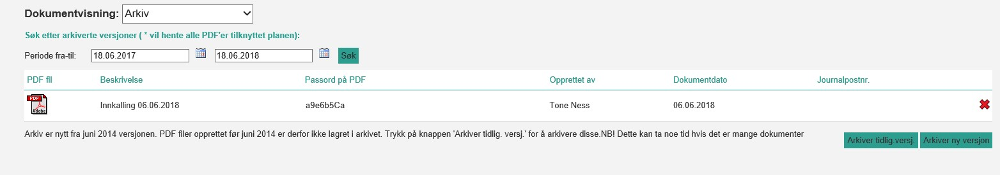 Dokumentvisning: Arkiv
Søk etter arkiverte versjoner ( * vil hente alle PDF'er tilknyttet planen):
Periode fra-til: 18.06.2017 18.06.2018 Søk
PDF fil Beskrivelse Passord på PDF Opprettet av Dokumentdato Journalpostnr.
PDF Adobe Innkalling 06.06.2018 a9e6b5Ca Tone Ness 06.06.2018
Arkiv er nytt fra juni 2014 versjonen. PDF filer opprettet før juni 2014 er derfor ikke lagret i arkivet. Trykk på knappen 'Arkiver tidlig. versj.' for å arkivere disse.NB! Dette kan ta noe tid hvis det er mange dokumenter
Arkiver tidlig.versj. Arkiver ny versjon